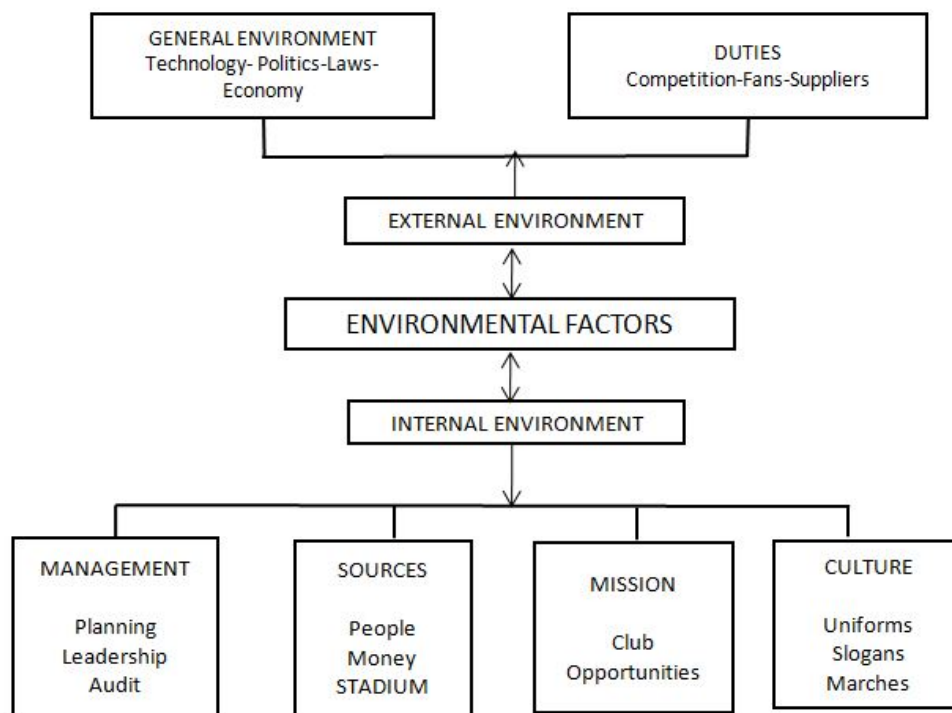 GENERAL ENVIRONMENT
Technology- Politics-Laws-
Economy
DUTIES
Competition-Fans-Suppliers
EXTERNAL ENVIRONMENT
ENVIRONMENTAL FACTORS
INTERNAL ENVIRONMENT
MANAGEMENT
Planning
Leadership
Audit
SOURCES
People
Money
STADIUM
MISSION
Club
Opportunities
CULTURE
Uniforms
Slogans
Marches